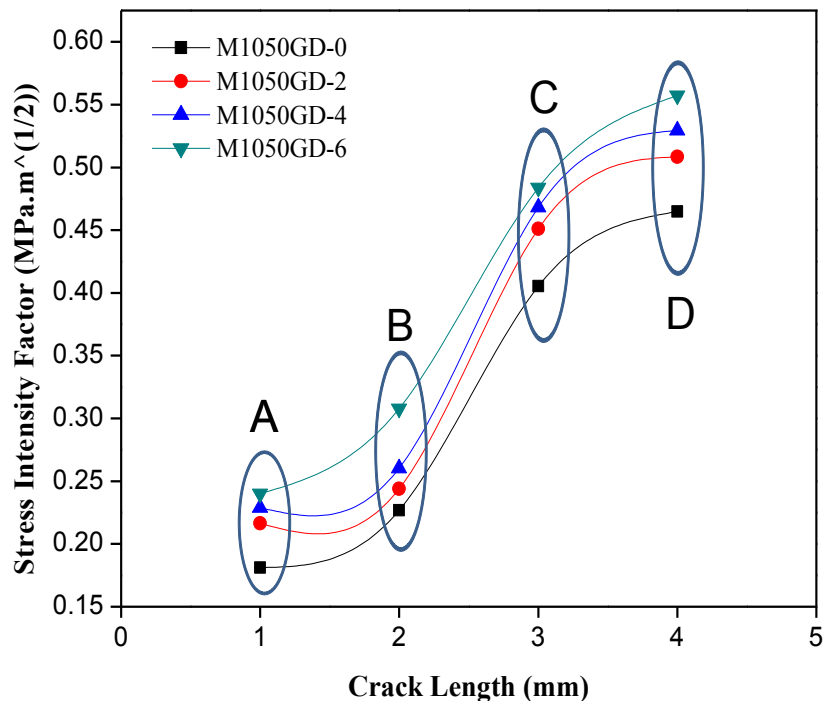 M1050GD-0
M1050GD-2
M1050GD-4
M1050GD-6
A
B
C
D
0.60
0.55
0.50
0.45
0.40
0.35
0.30
0.25
0.20
0.15
Stress Intensity Factor (MPa.m^(1/2))
0 1 2 3 4 5
Crack Length (mm)